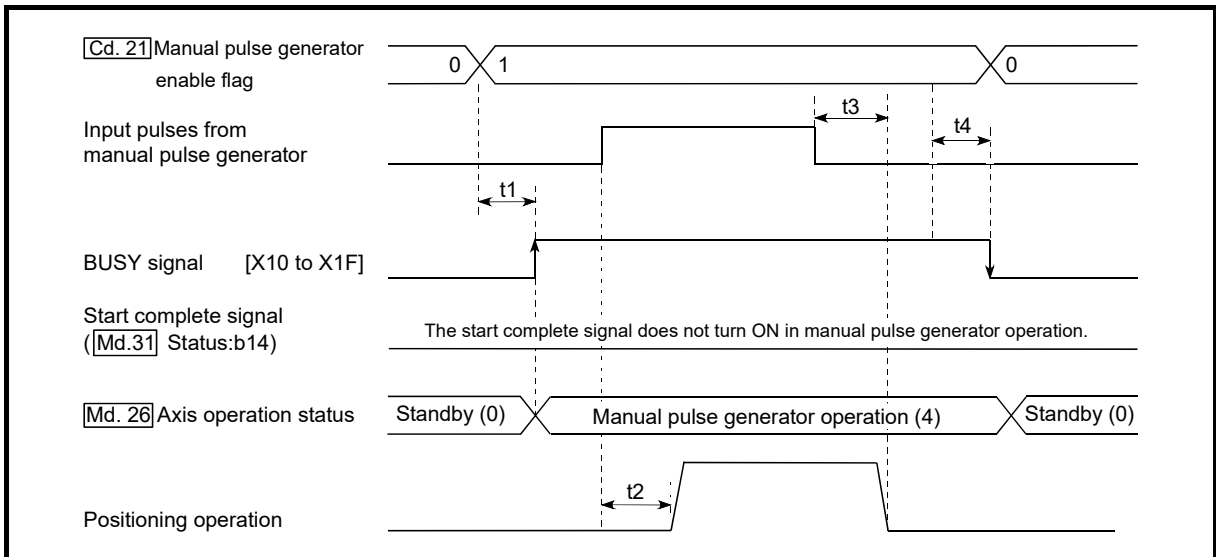 Cd. 21 Manual pulse generator
enable flag
0 1 0
Input pulses from
manual pulse generator
t3
t4
t1
BUSY signal [X10 to X1F]
Start complete signal
(Md.31 Status:b14)
The start complete signal does not turn ON in manual pulse generator operation.
Md. 26 Axis operation status
Standby (0) Manual pulse generator operation (4) Standby (0)
t2
Positioning operation